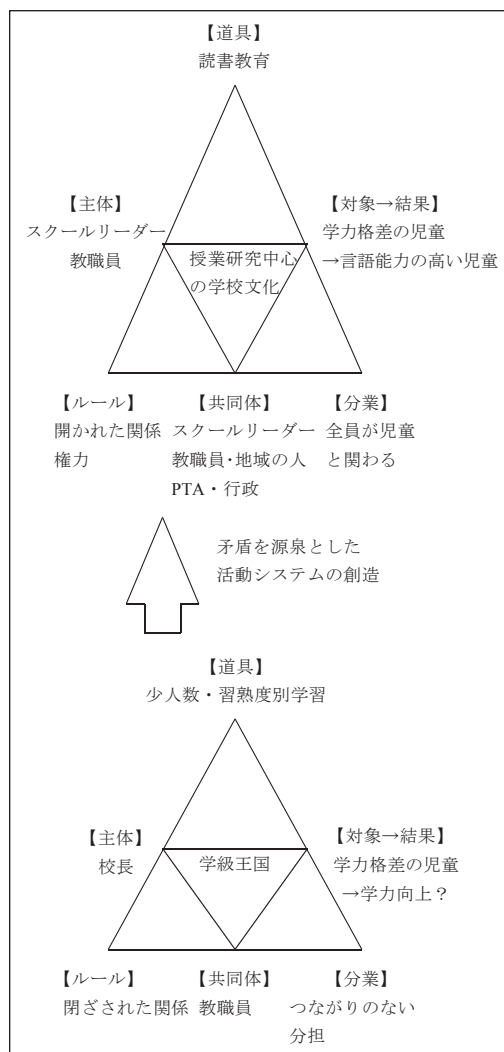 【道具】
読書教育
【主体】
スクールリーダー
教職員
【対象→結果】
学力格差の児童
→言語能力の高い児童
授業研究中心
の学校文化
【ルール】
開かれた関係
権力
【共同体】
スクールリーダー
教職員・地域の人
PTA・行政
【分業】
全員が児童
と関わる
矛盾を源泉とした
活動システムの創造
【道具】
少人数・習熟度別学習
【主体】
校長
学級王国
【対象→結果】
学力格差の児童
→学力向上？
【ルール】
閉ざされた関係
【共同体】
教職員
【分業】
つながりのない
分担